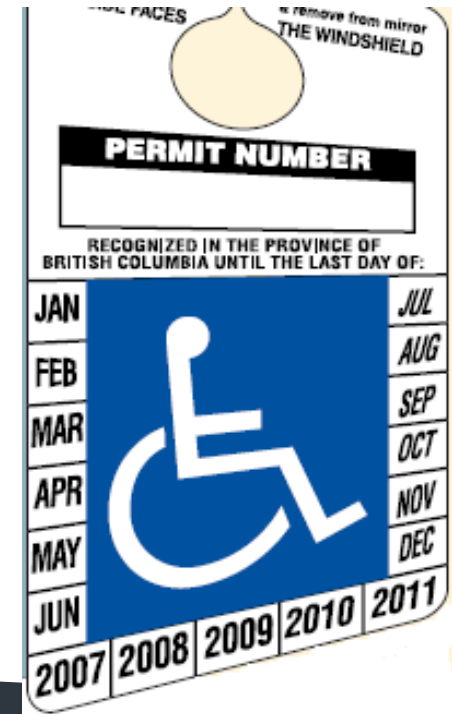 SIDE FACES
& remove from mirror
THE WINDSHIELD
PERMIT NUMBER
RECOGNIZED IN THE PROVINCE OF
BRITISH COLUMBIA UNTIL THE LAST DAY OF:
JAN
FEB
MAR
APR
MAY
JUN
JUL
AUG
SEP
OCT
NOV
DEC
2007 2008 2009 2010 2011